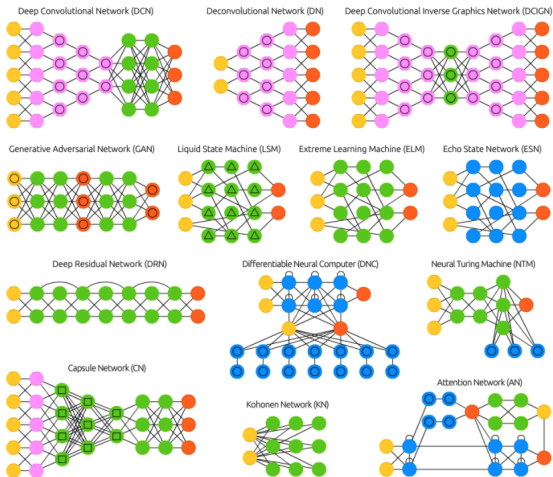 Deep Convolutional Network (DCN)
Deconvolutional Network (DN)
Deep Convolutional Inverse Graphics Network (DCIGN)
Generative Adversarial Network (GAN)
Liquid State Machine (LSM)
Extreme Learning Machine (ELM)
Echo State Network (ESN)
Deep Residual Network (DRN)
Differentiable Neural Computer (DNC)
Neural Turing Machine (NTM)
Capsule Network (CN)
Kohonen Network (KN)
Attention Network (AN)